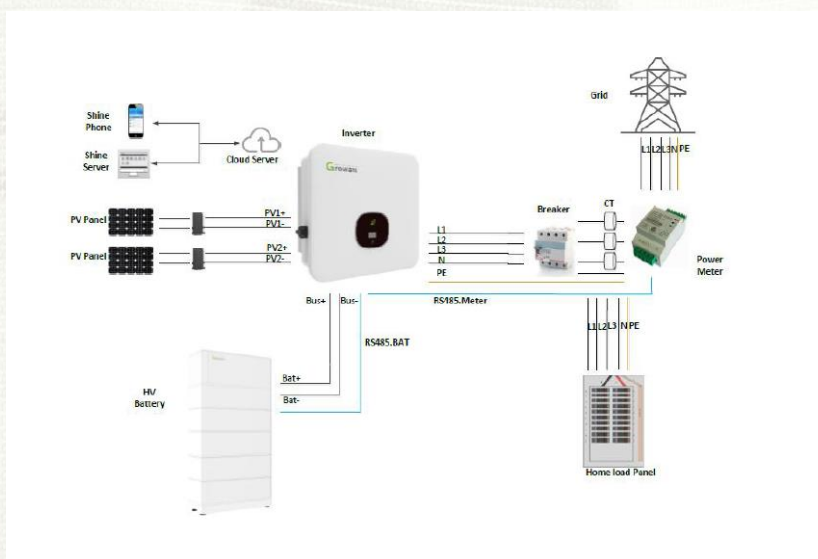 Grid
Shine
Phone
Inverter
Shine
Server
Cloud Server
Growatt
L1 L2 L3 N PE
PV Panel
PV1+
PV1-
Breaker
CT
L1
L2
L3
N
PE
PV Panel
PV2+
PV2-
Power
Meter
Bus+ Bus-
RS485.Meter
L1 L2 L3 N PE
RS485.BAT
Bat+
Bat-
HV
Battery
Home load Panel